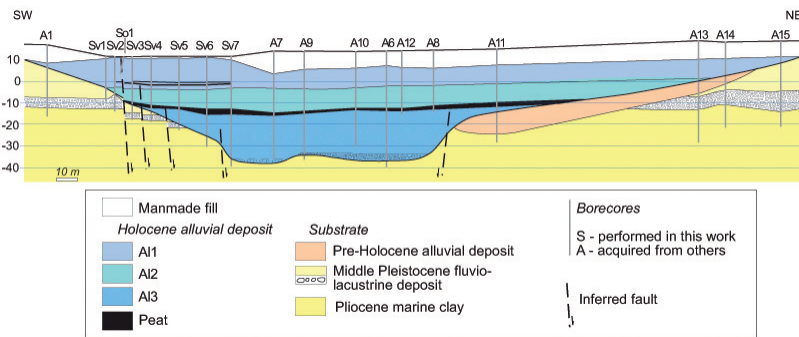 SW
NE
So1
A1
Sv1 Sv2 Sv3 Sv4 Sv5 Sv6 Sv7 A7 A9 A10 A6 A12 A8 A11 A13 A14 A15
10
0
-10
-20
-30
-40
10 m
Manmade fill
Holocene alluvial deposit
Al1
Al2
Al3
Peat
Substrate
Pre-Holocene alluvial deposit
Middle Pleistocene fluvio-
lacustrine deposit
Pliocene marine clay
Borecores
S - performed in this work
A - acquired from others
Inferred fault